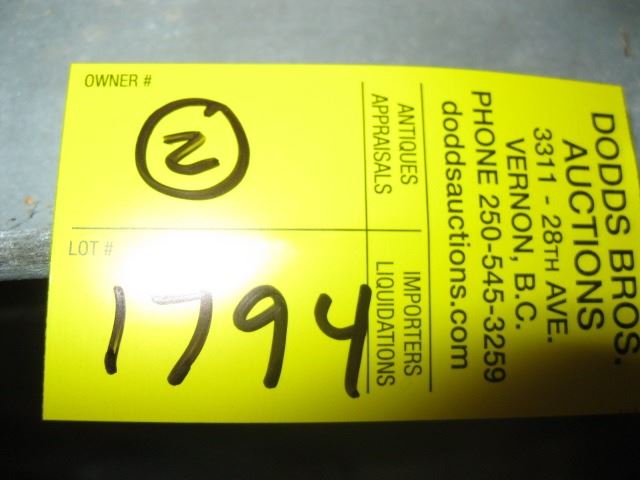 OWNER #
2
LOT #
1794
DODDS BROS.
AUCTIONS
3311 - 28TH AVE.
VERNON, B.C.
PHONE 250-545-3259
doddsauctions.com
ANTIQUES IMPORTERS
APPRAISALS LIQUIDATIONS